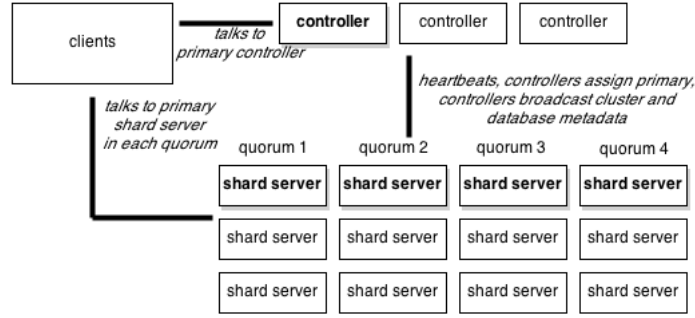 clients
talks to
primary controller
controller
controller
controller
heartbeats, controllers assign primary,
controllers broadcast cluster and
database metadata
talks to primary
shard server
in each quorum
quorum 1
quorum 2
quorum 3
quorum 4
shard server
shard server
shard server
shard server
shard server
shard server
shard server
shard server
shard server
shard server
shard server
shard server